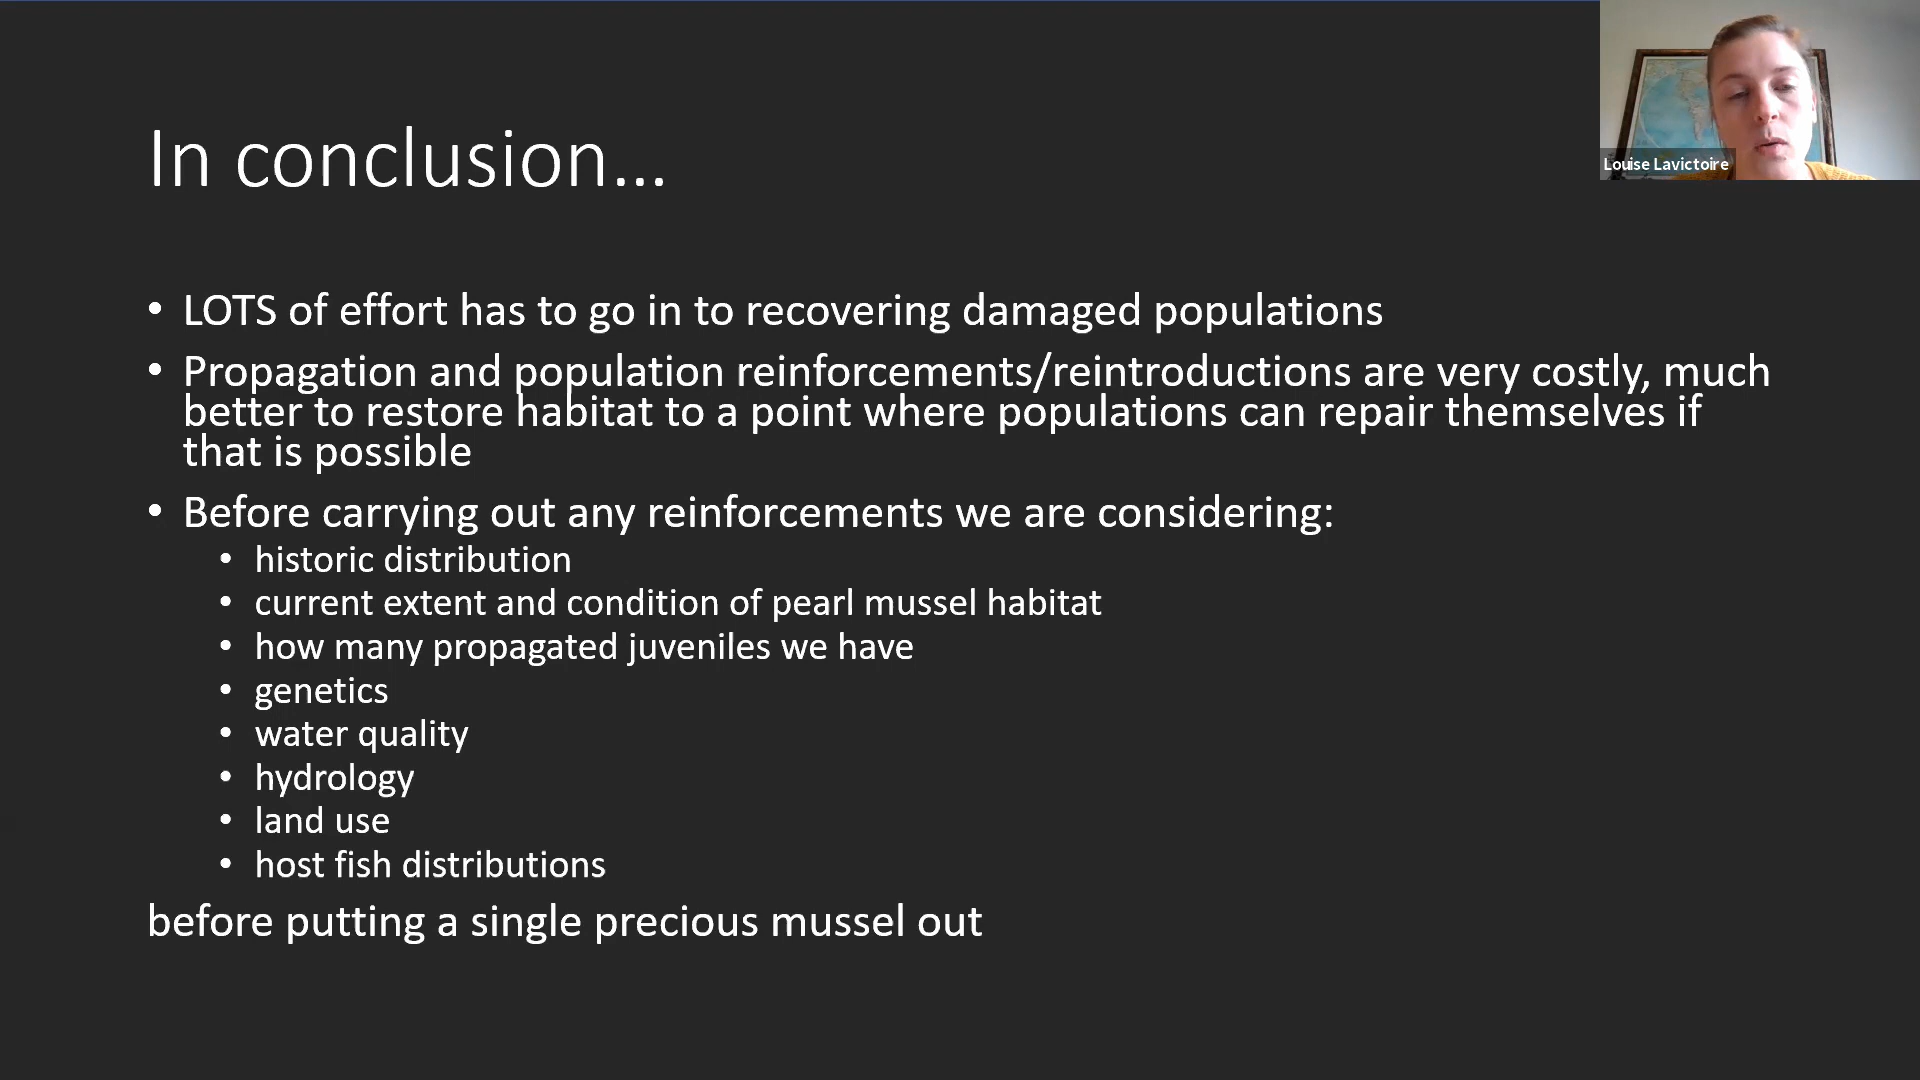 In conclusion...
Louise Lavictoire
• LOTS of effort has to go in to recovering damaged populations
• Propagation and population reinforcements/reintroductions are very costly, much
better to restore habitat to a point where populations can repair themselves if
that is possible
• Before carrying out any reinforcements we are considering:
• historic distribution
• current extent and condition of pearl mussel habitat
• how many propagated juveniles we have
• genetics
• water quality
• hydrology
• land use
• host fish distributions
before putting a single precious mussel out